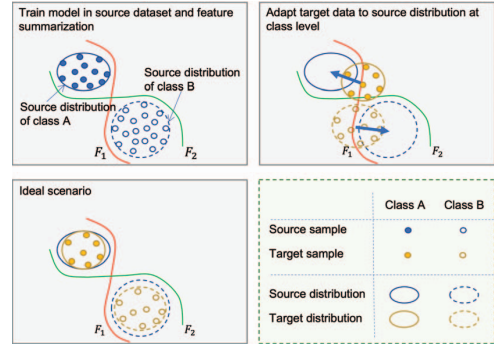 Train model in source dataset and feature
summarization
Source distribution
of class B
Source distribution
of class A
F₁
F₂
Adapt target data to source distribution at
class level
F₁
F₂
Ideal scenario
F₁
F₂
Class A Class B
Source sample
Target sample
Source distribution
Target distribution